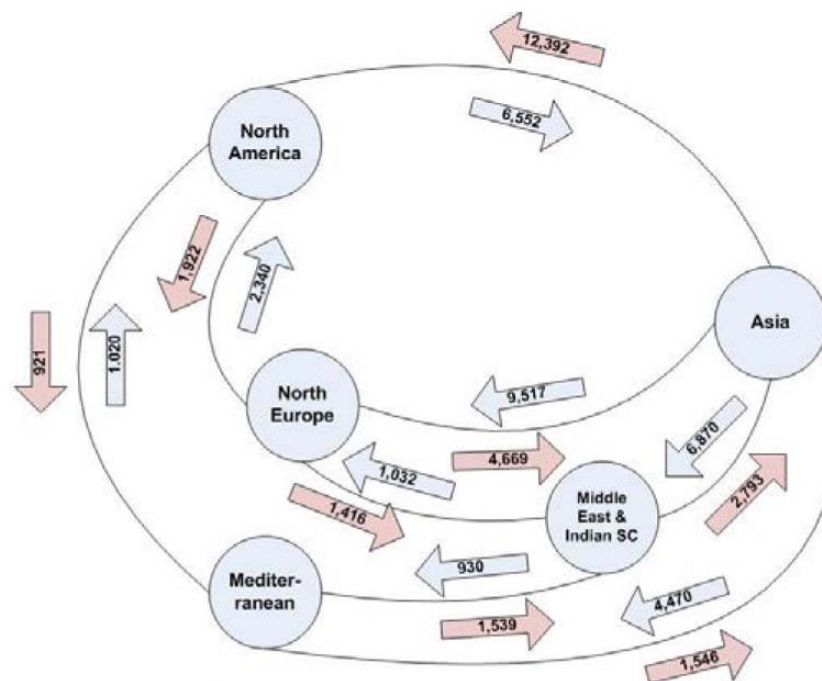 12,392
6,552
North
America
1,922
2,340
921
1.020
Asia
9,517
North
Europe
6,870
4,669
1,032
2,793
1,416
Middle
East &
Indian SC
930
Mediter-
ranean
4,470
1,539
1,546